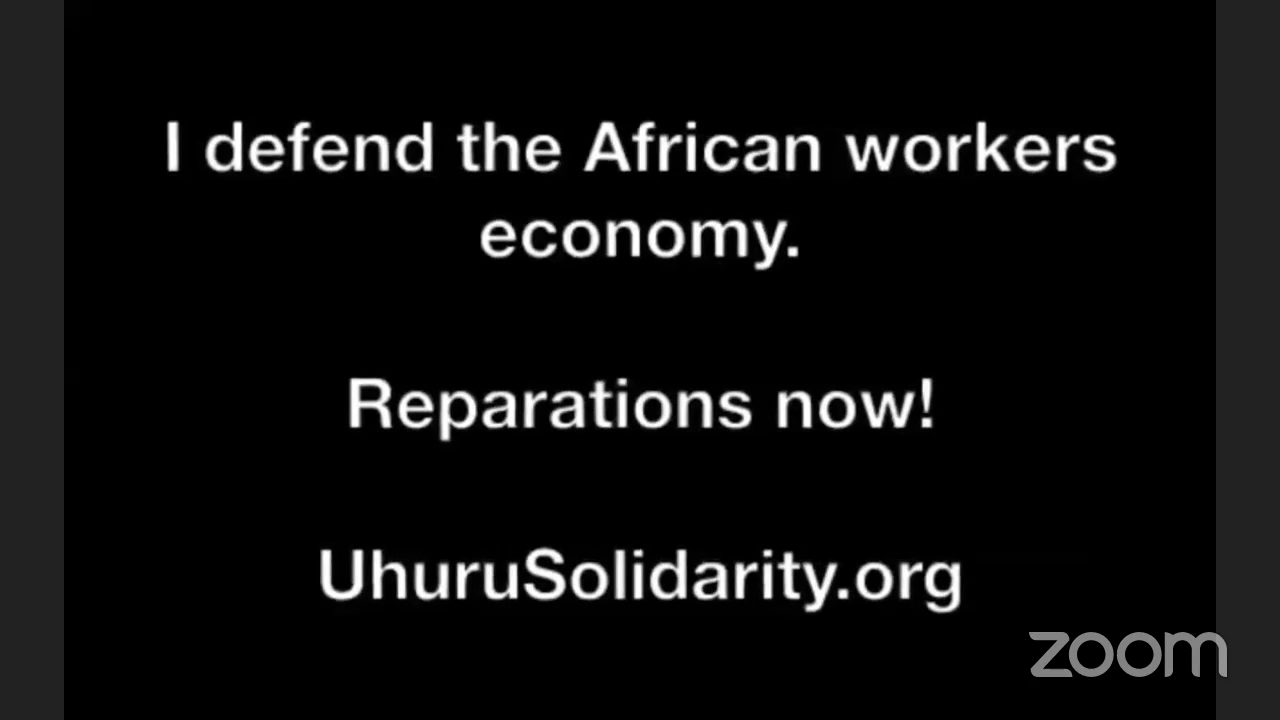 I defend the African workers
economy.
Reparations now!
UhuruSolidarity.org
zoom